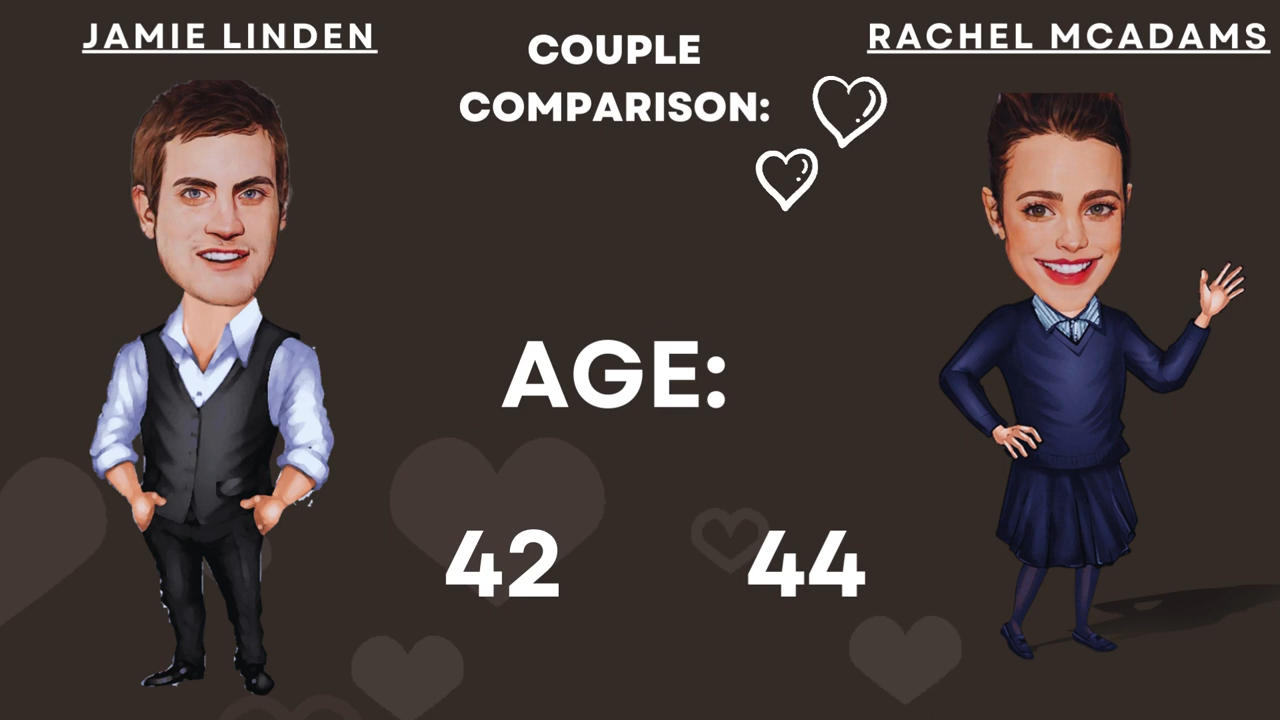 JAMIE LINDEN
COUPLE
COMPARISON:
RACHEL MCADAMS
AGE:
42
44